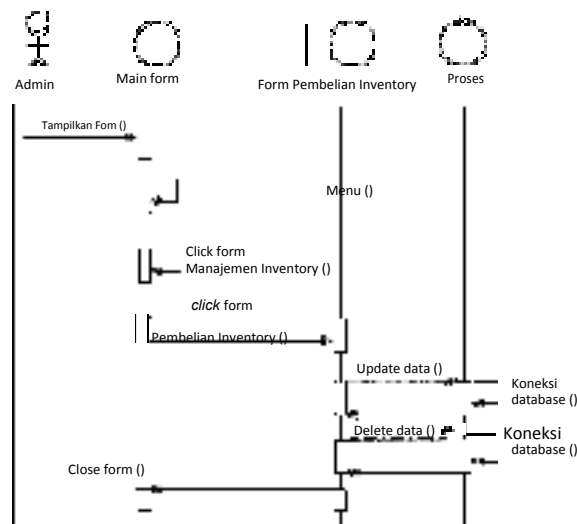 Admin
Main form
Form Pembelian Inventory
Proses
Tampilkan Fom ()
Menu ()
Click form
Manajemen Inventory ()
click form
Pembelian Inventory ()
Update data ()
Koneksi
database ()
Delete data ()
Koneksi
database ()
Close form ()